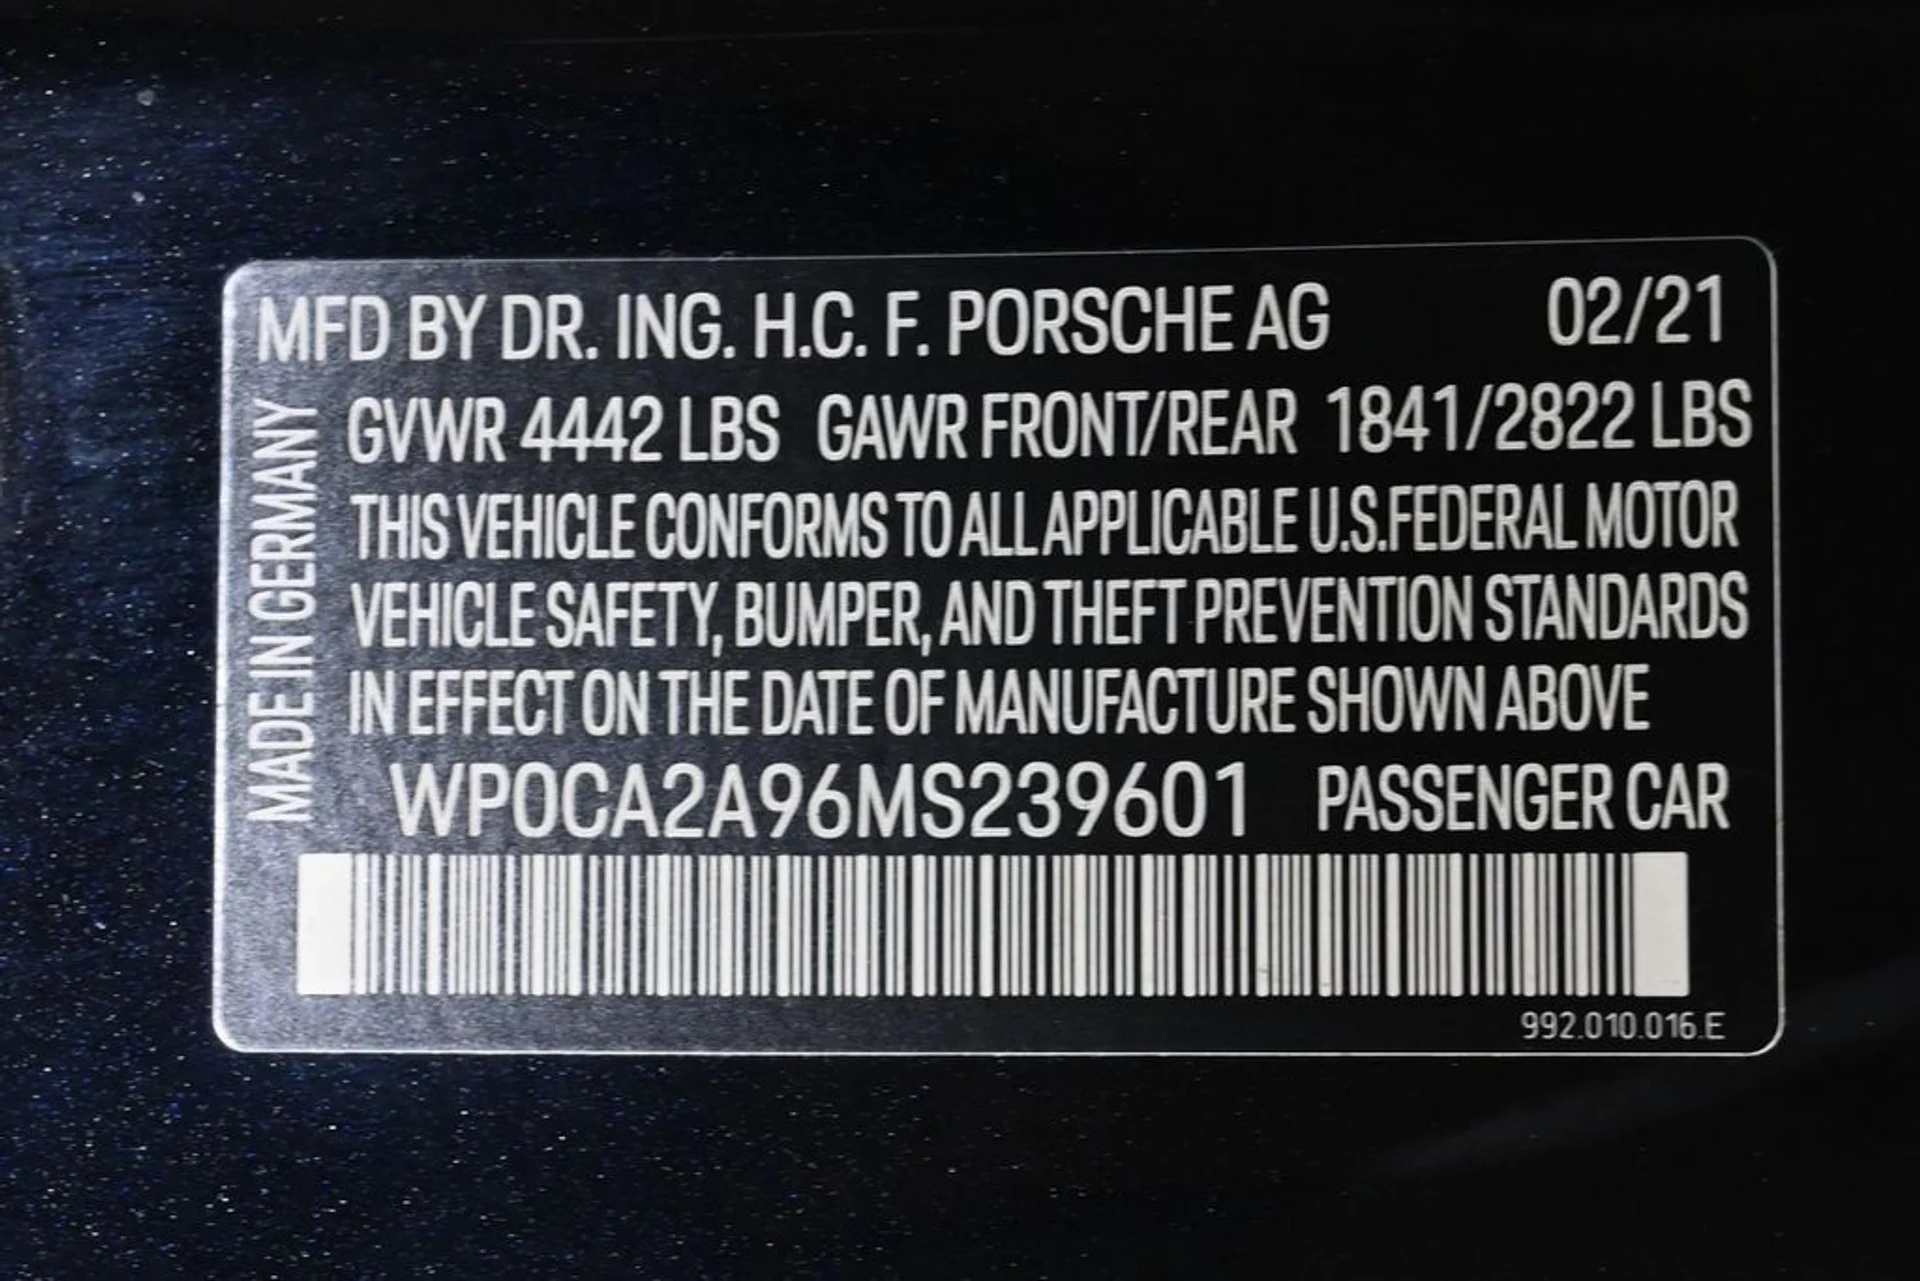 MFD BY DR. ING. H.C. F. PORSCHE AG 02/21
GVWR 4442 LBS GAWR FRONT/REAR 1841/2822 LBS
THIS VEHICLE CONFORMS TO ALL APPLICABLE U.S.FEDERAL MOTOR
VEHICLE SAFETY, BUMPER, AND THEFT PREVENTION STANDARDS
IN EFFECT ON THE DATE OF MANUFACTURE SHOWN ABOVE
WP0CA2A96MS239601 PASSENGER CAR
MADE IN GERMANY
992.010.016.E